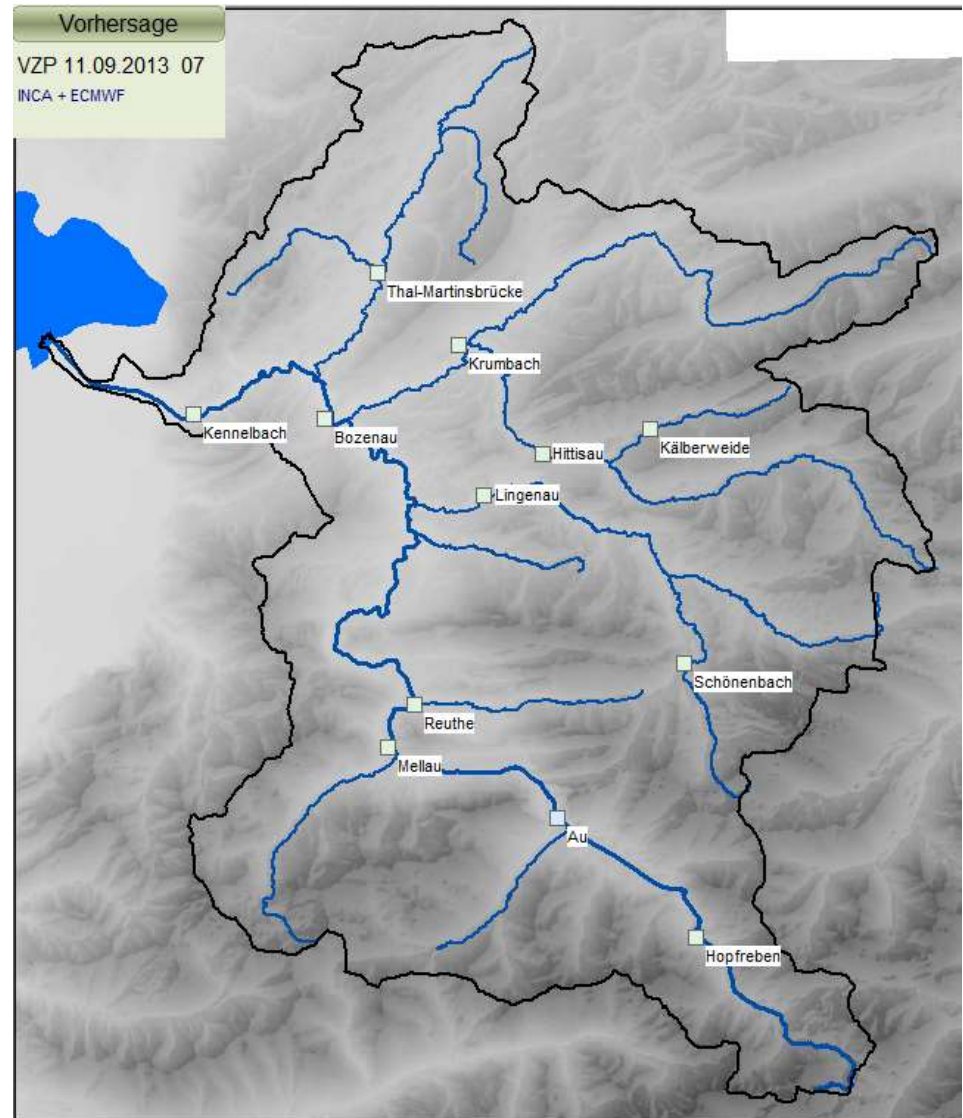 Vorhersage
VZP 11.09.2013 07
INCA + ECMWF
Thal-Martinsbrücke
Krumbach
Kennelbach
Bozenau
Kälberweide
Hittisau
Lingenau
Schönenbach
Reuthe
Mellau
Au
Hopfreben